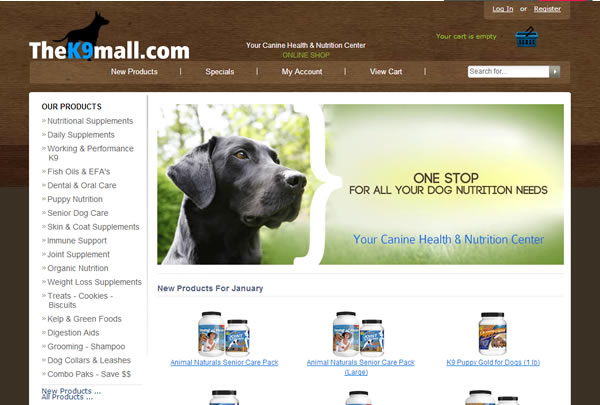 Log In or Register
TheK9mall.com
Your Canine Health & Nutrition Center
ONLINE SHOP
Your cart is empty
New Products | Specials | My Account | View Cart |
Search for...
OUR PRODUCTS
» Nutritional Supplements
» Daily Supplements
» Working & Performance
K9
» Fish Oils & EFA's
» Dental & Oral Care
» Puppy Nutrition
» Senior Dog Care
» Skin & Coat Supplements
» Immune Support
» Joint Supplement
» Organic Nutrition
» Weight Loss Supplements
» Treats - Cookies -
Biscuits
» Kelp & Green Foods
» Digestion Aids
» Grooming - Shampoo
» Dog Collars & Leashes
» Combo Paks - Save $$
New Products ...
All Products ...
ONE STOP
FOR ALL YOUR DOG NUTRITION NEEDS
Your Canine Health & Nutrition Center
New Products For January
Animal Naturals Senior Care Pack
Animal Naturals Senior Care Pack
(Large)
K9 Puppy Gold for Dogs (1 lb)